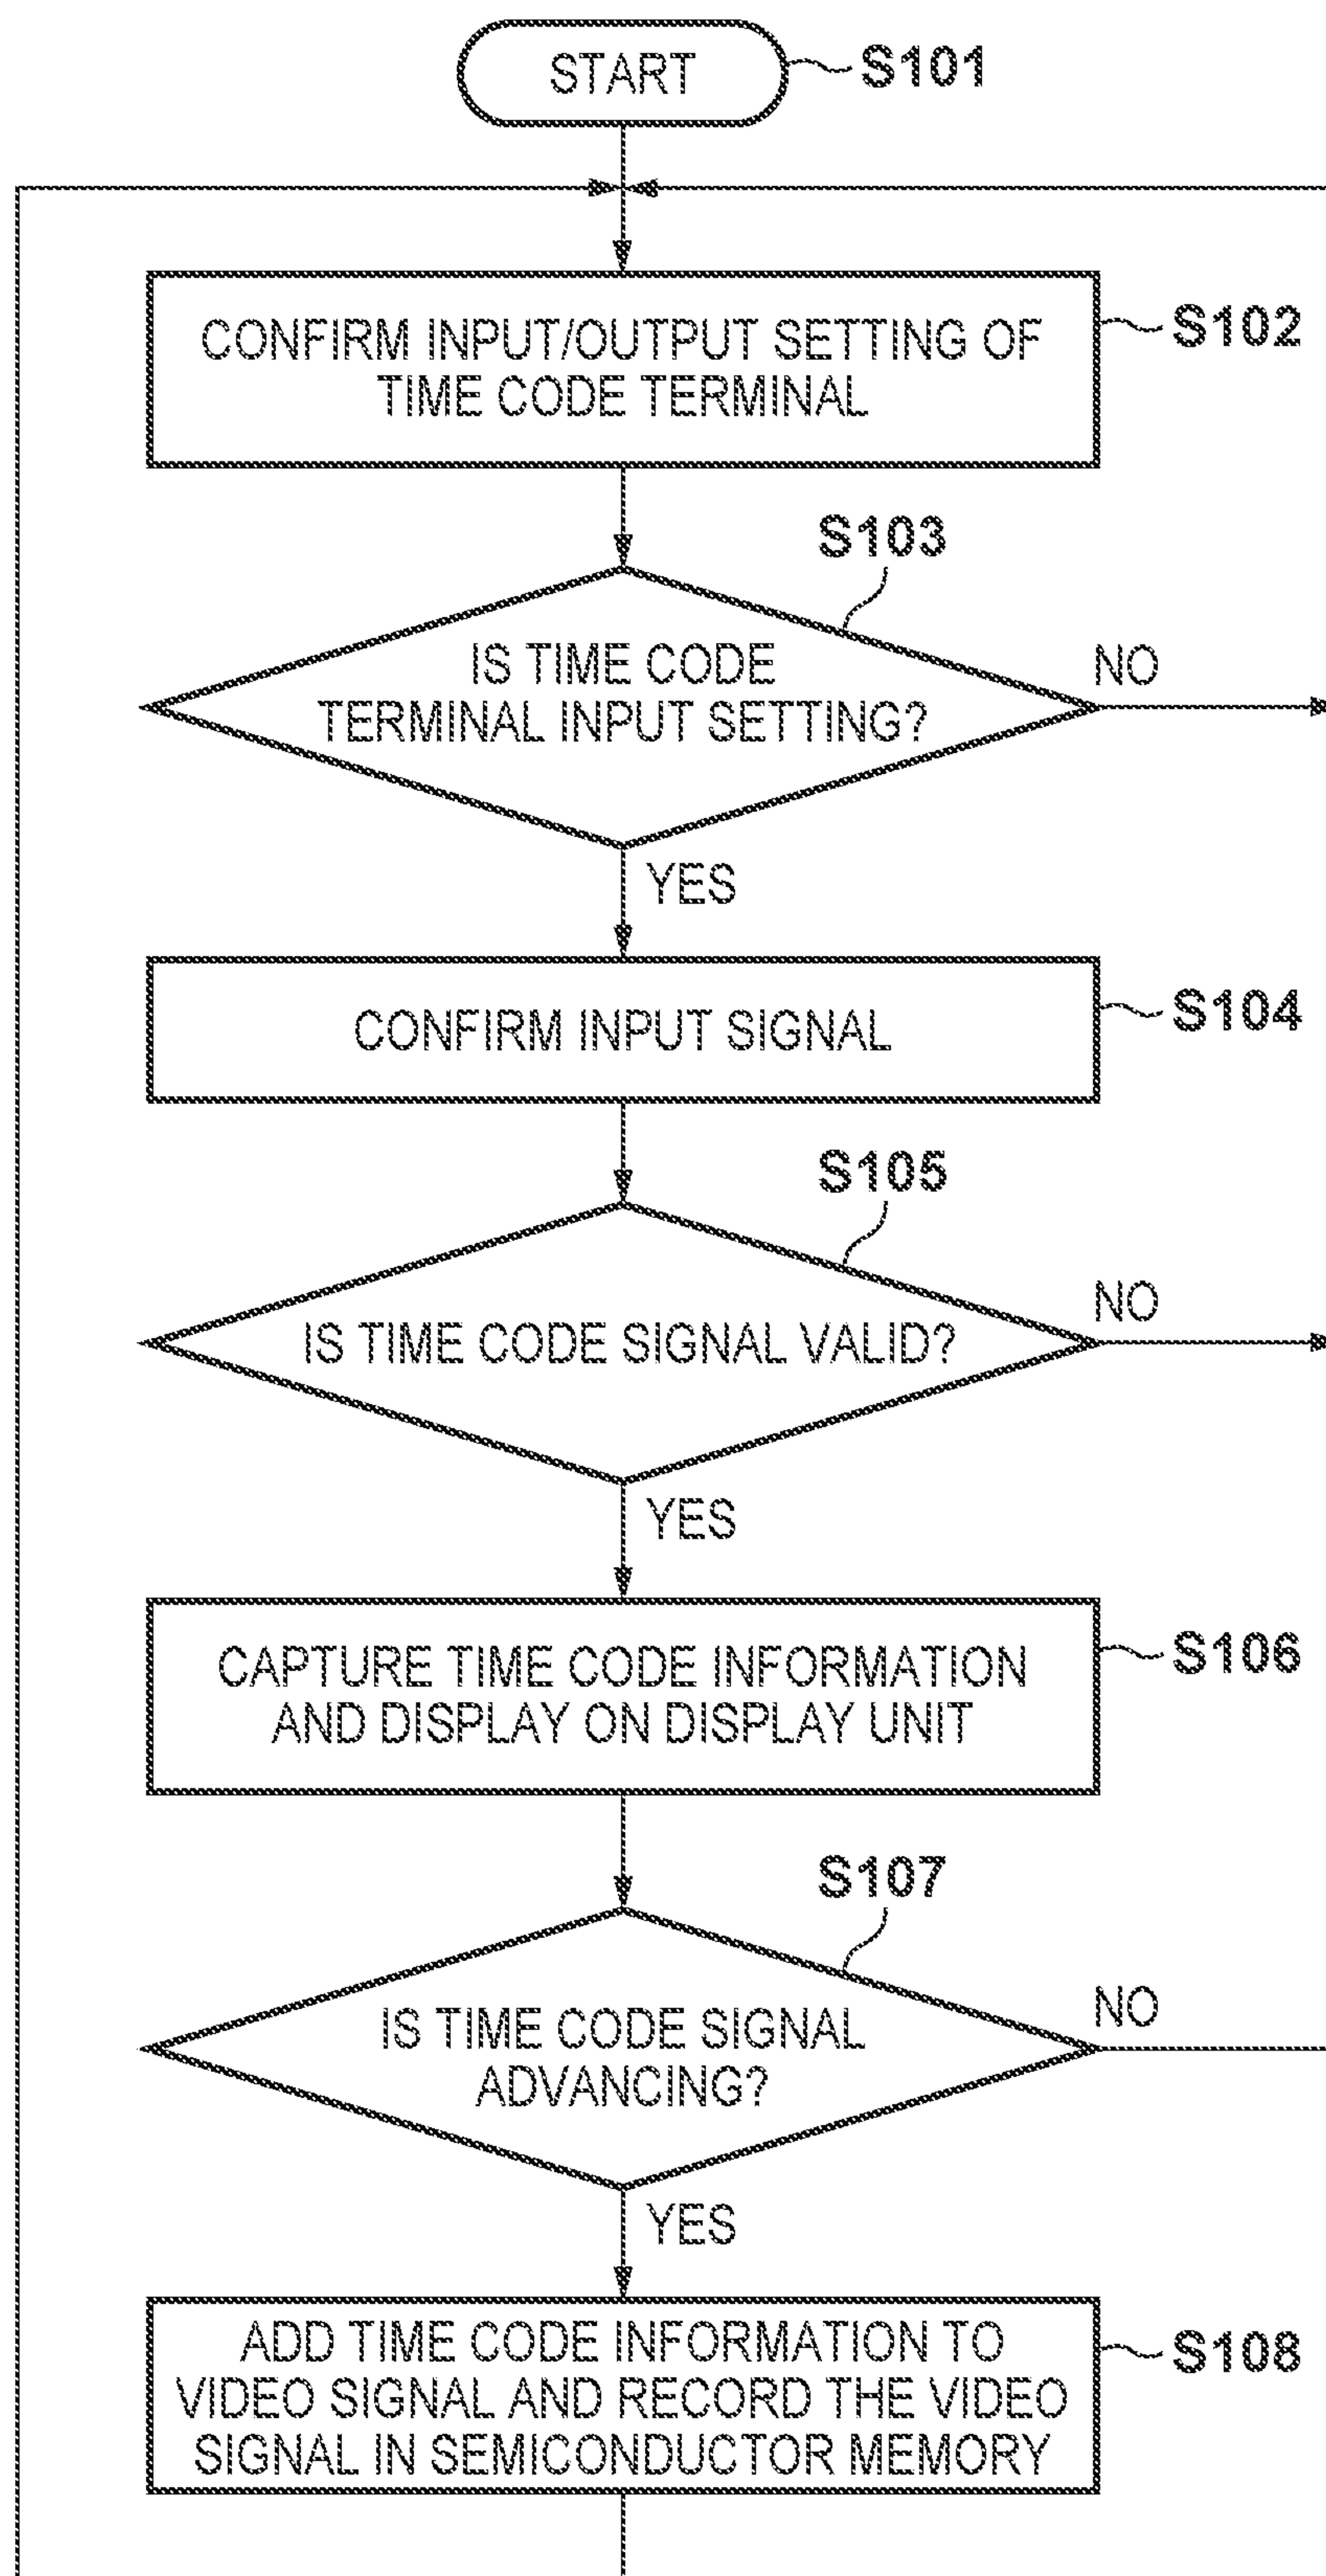 START
S101
CONFIRM INPUT/OUTPUT SETTING OF
TIME CODE TERMINAL
S102
S103
IS TIME CODE
TERMINAL INPUT SETTING?
NO
YES
CONFIRM INPUT SIGNAL
S104
S105
IS TIME CODE SIGNAL VALID?
NO
YES
CAPTURE TIME CODE INFORMATION
AND DISPLAY ON DISPLAY UNIT
S106
S107
IS TIME CODE SIGNAL
ADVANCING?
NO
YES
ADD TIME CODE INFORMATION TO
VIDEO SIGNAL AND RECORD THE VIDEO
SIGNAL IN SEMICONDUCTOR MEMORY
S108